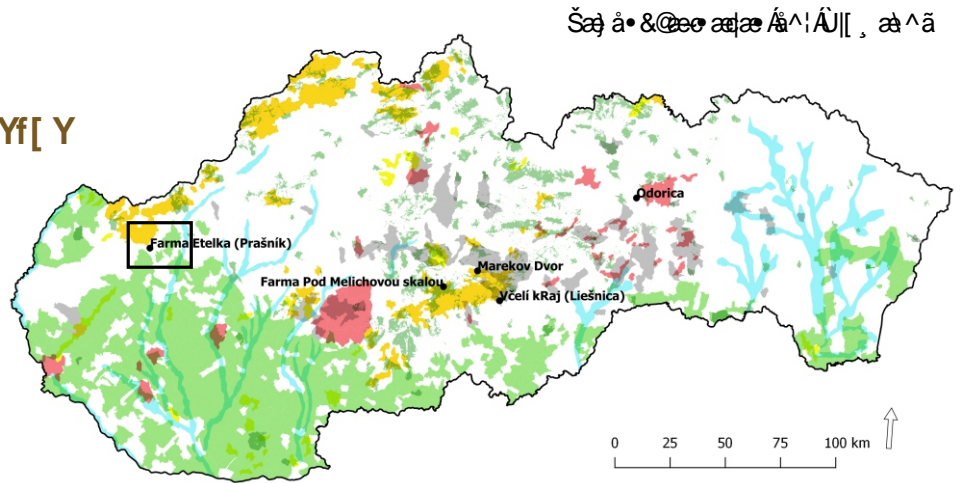 Farma Etelka (Prašník)
Odorica
Marekov Dvor
Farma Pod Melichovou skalou
Včelí kRaj (Liešnica)
0 25 50 75 100 km